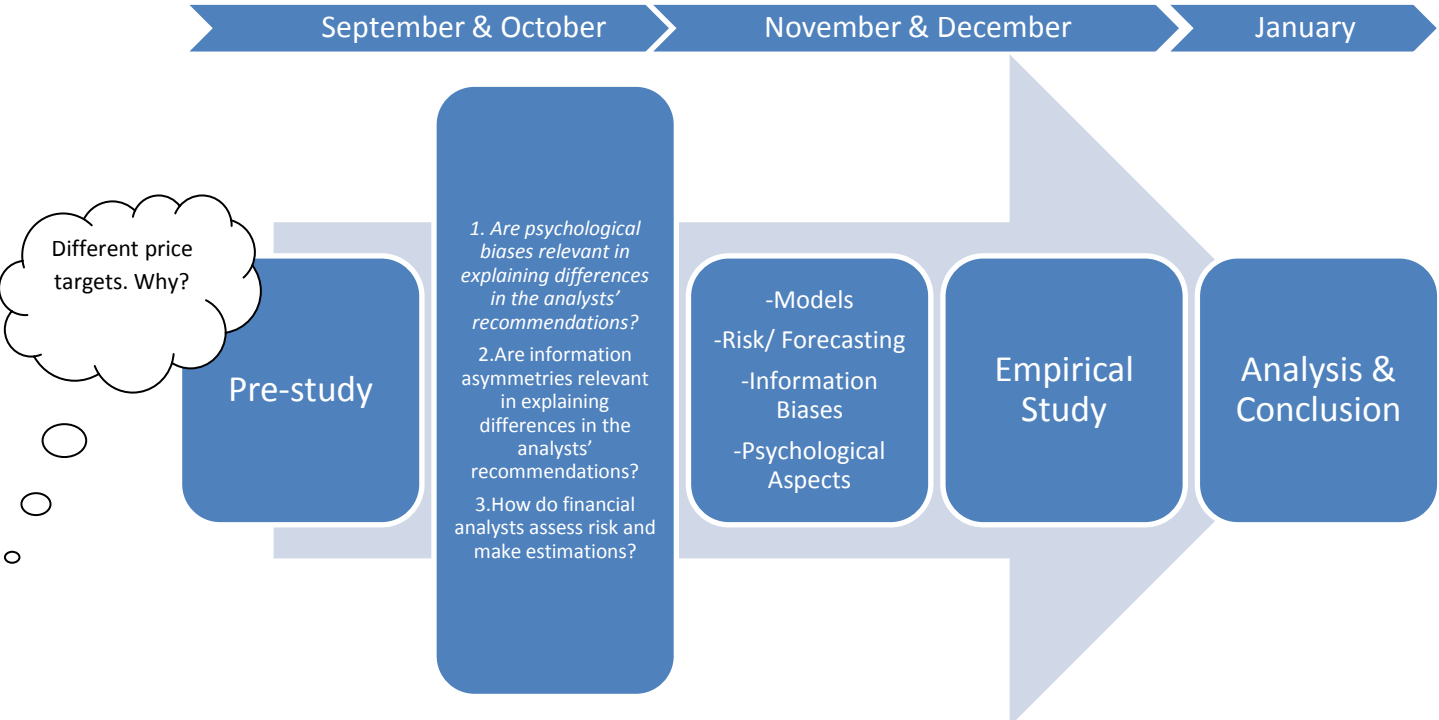 September & October
November & December
January
Different price
targets. Why?
Pre-study
1. Are psychological
biases relevant in
explaining differences
in the analysts’
recommendations?
2.Are information
asymmetries relevant
in explaining
differences in the
analysts’
recommendations?
3.How do financial
analysts assess risk and
make estimations?
-Models
-Risk/ Forecasting
-Information
Biases
-Psychological
Aspects
Empirical
Study
Analysis &
Conclusion